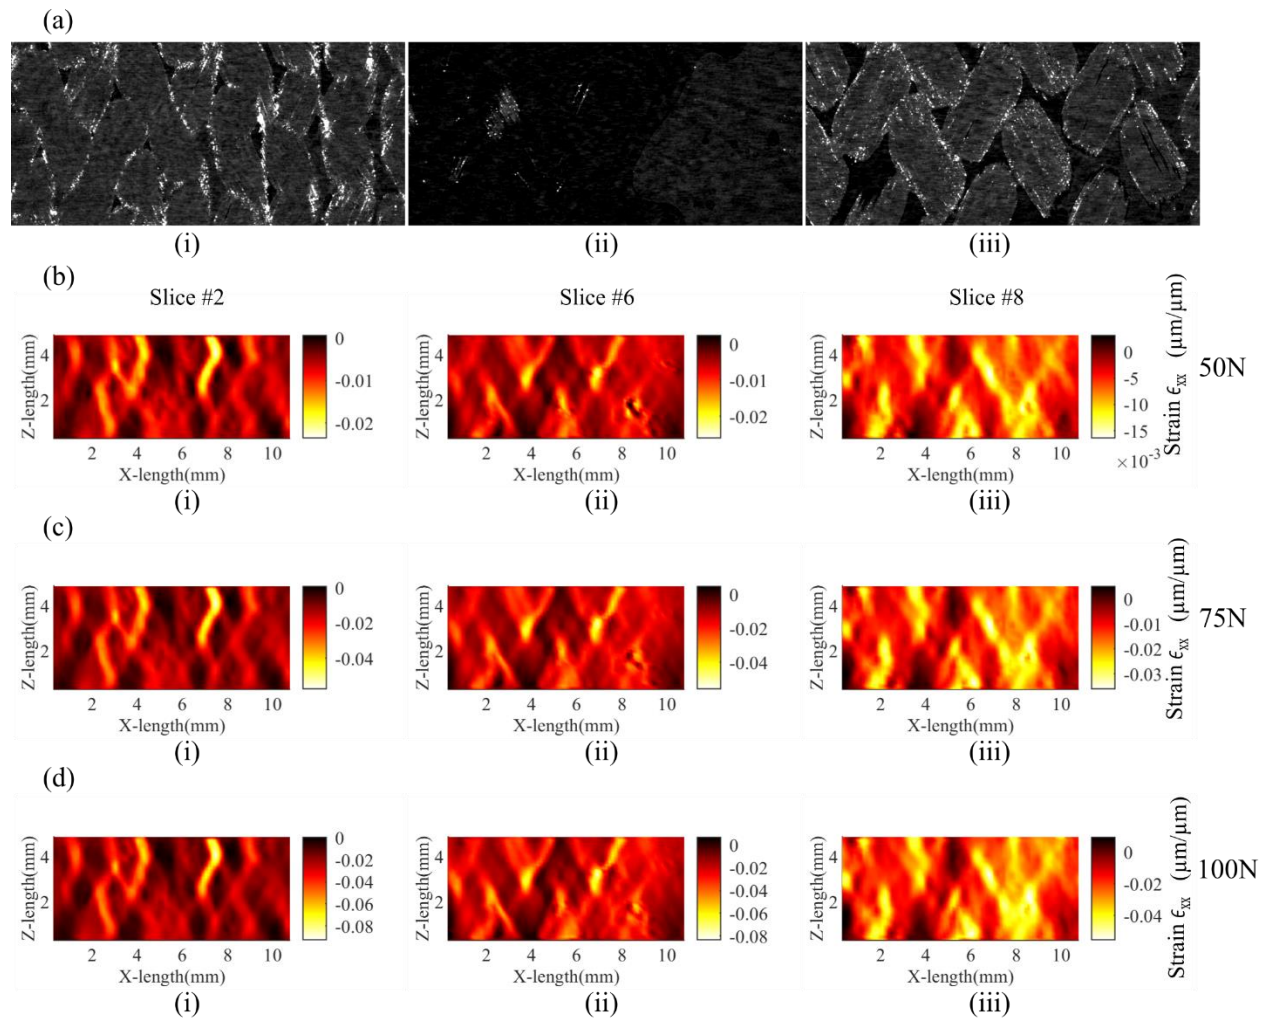 (a)
(i) (ii) (iii)
(b)
Slice #2 Slice #6 Slice #8
Z-length(mm) 4 2 2 4 6 8 10 X-length(mm) 0 -0.01 -0.02
(i)
Z-length(mm) 4 2 2 4 6 8 10 X-length(mm) 0 -0.01 -0.02
(ii)
Z-length(mm) 4 2 2 4 6 8 10 X-length(mm) 0 -5 -10 -15 ×10⁻³
Strain ϵxx (µm/µm)
50N
(iii)
(c)
Z-length(mm) 4 2 2 4 6 8 10 X-length(mm) 0 -0.02 -0.04
(i)
Z-length(mm) 4 2 2 4 6 8 10 X-length(mm) 0 -0.02 -0.04
(ii)
Z-length(mm) 4 2 2 4 6 8 10 X-length(mm) 0 -0.01 -0.02 -0.03
Strain ϵxx (µm/µm)
75N
(iii)
(d)
Z-length(mm) 4 2 2 4 6 8 10 X-length(mm) 0 -0.02 -0.04 -0.06 -0.08
(i)
Z-length(mm) 4 2 2 4 6 8 10 X-length(mm) 0 -0.02 -0.04 -0.06 -0.08
(ii)
Z-length(mm) 4 2 2 4 6 8 10 X-length(mm) 0 -0.02 -0.04
Strain ϵxx (µm/µm)
100N
(iii)